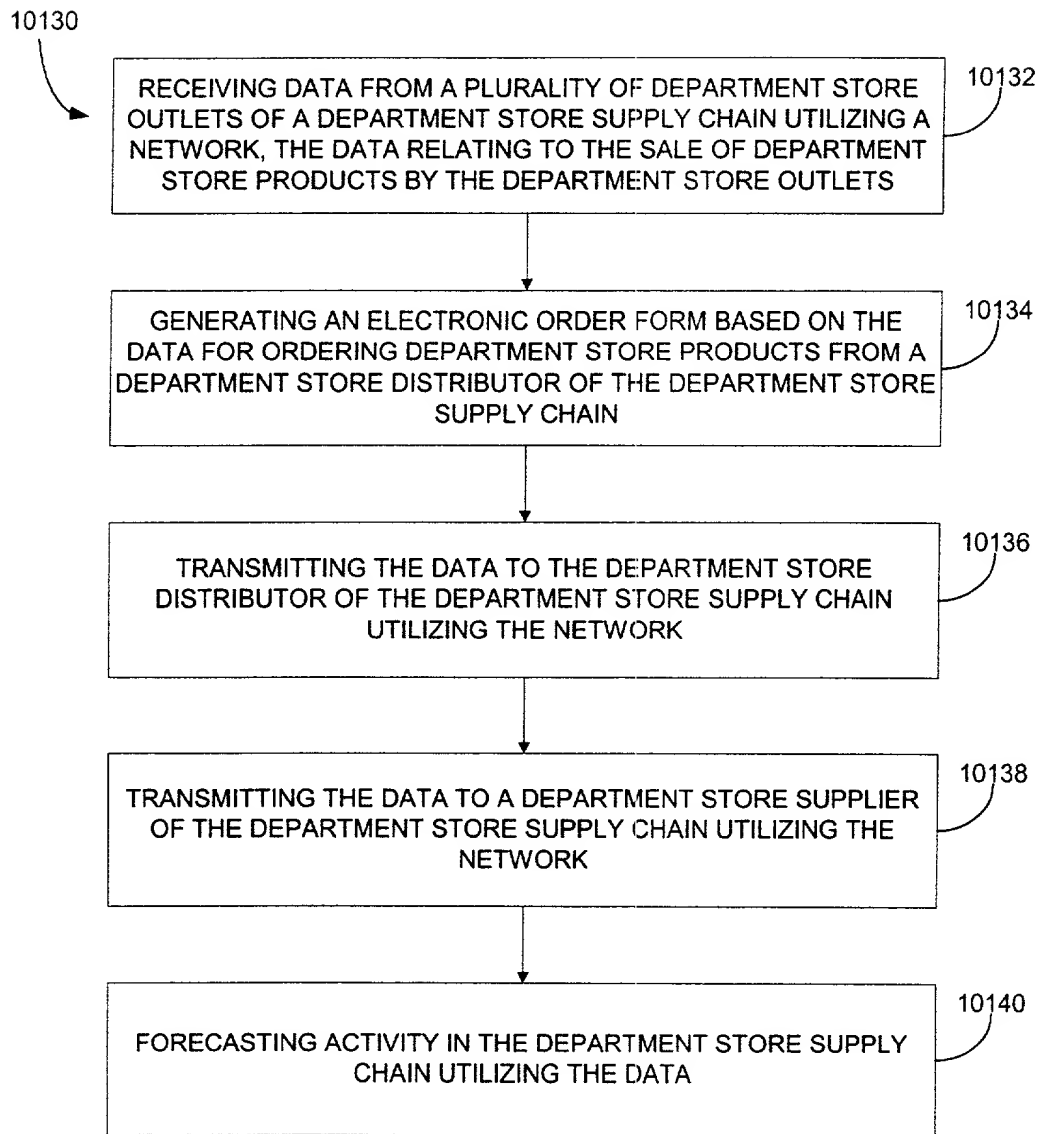 10130
10132
RECEIVING DATA FROM A PLURALITY OF DEPARTMENT STORE
OUTLETS OF A DEPARTMENT STORE SUPPLY CHAIN UTILIZING A
NETWORK, THE DATA RELATING TO THE SALE OF DEPARTMENT
STORE PRODUCTS BY THE DEPARTMENT STORE OUTLETS
10134
GENERATING AN ELECTRONIC ORDER FORM BASED ON THE
DATA FOR ORDERING DEPARTMENT STORE PRODUCTS FROM A
DEPARTMENT STORE DISTRIBUTOR OF THE DEPARTMENT STORE
SUPPLY CHAIN
10136
TRANSMITTING THE DATA TO THE DEPARTMENT STORE
DISTRIBUTOR OF THE DEPARTMENT STORE SUPPLY CHAIN
UTILIZING THE NETWORK
10138
TRANSMITTING THE DATA TO A DEPARTMENT STORE SUPPLIER
OF THE DEPARTMENT STORE SUPPLY CHAIN UTILIZING THE
NETWORK
10140
FORECASTING ACTIVITY IN THE DEPARTMENT STORE SUPPLY
CHAIN UTILIZING THE DATA